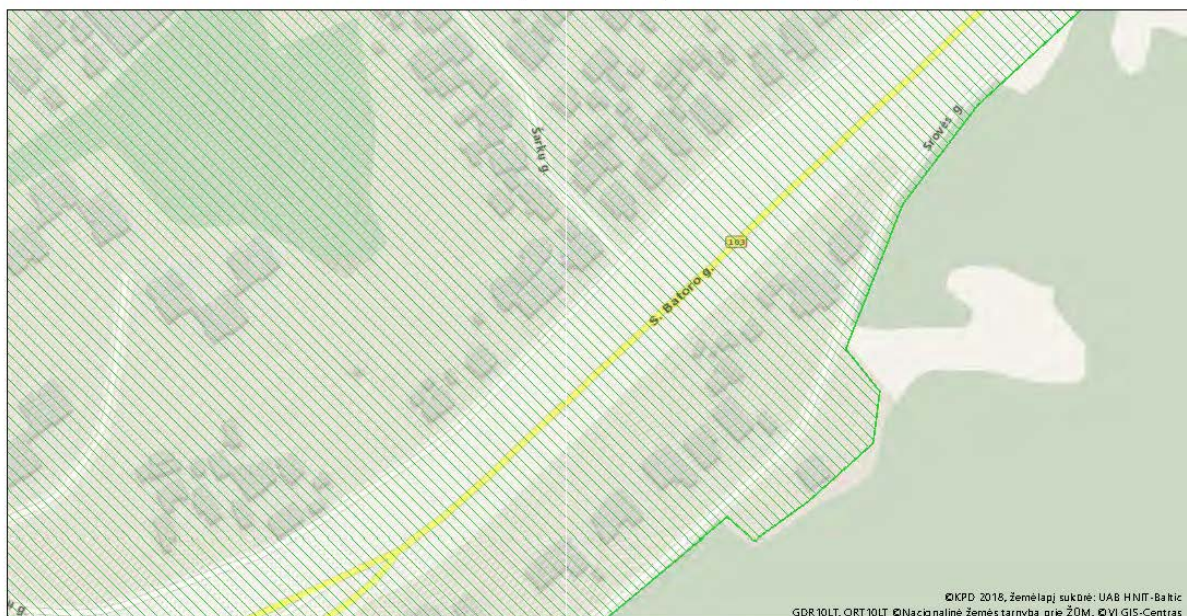 Šarkų g.
Srovės g.
103
S. Batoro g.
g.
©KPD 2018, žemėlapį sukūrė: UAB HNIT-Baltic
GDR10LT, ORT10LT ©Nacionalinė žemės tarnyba prie ŽŪM, ©VĮ GIS-Centras